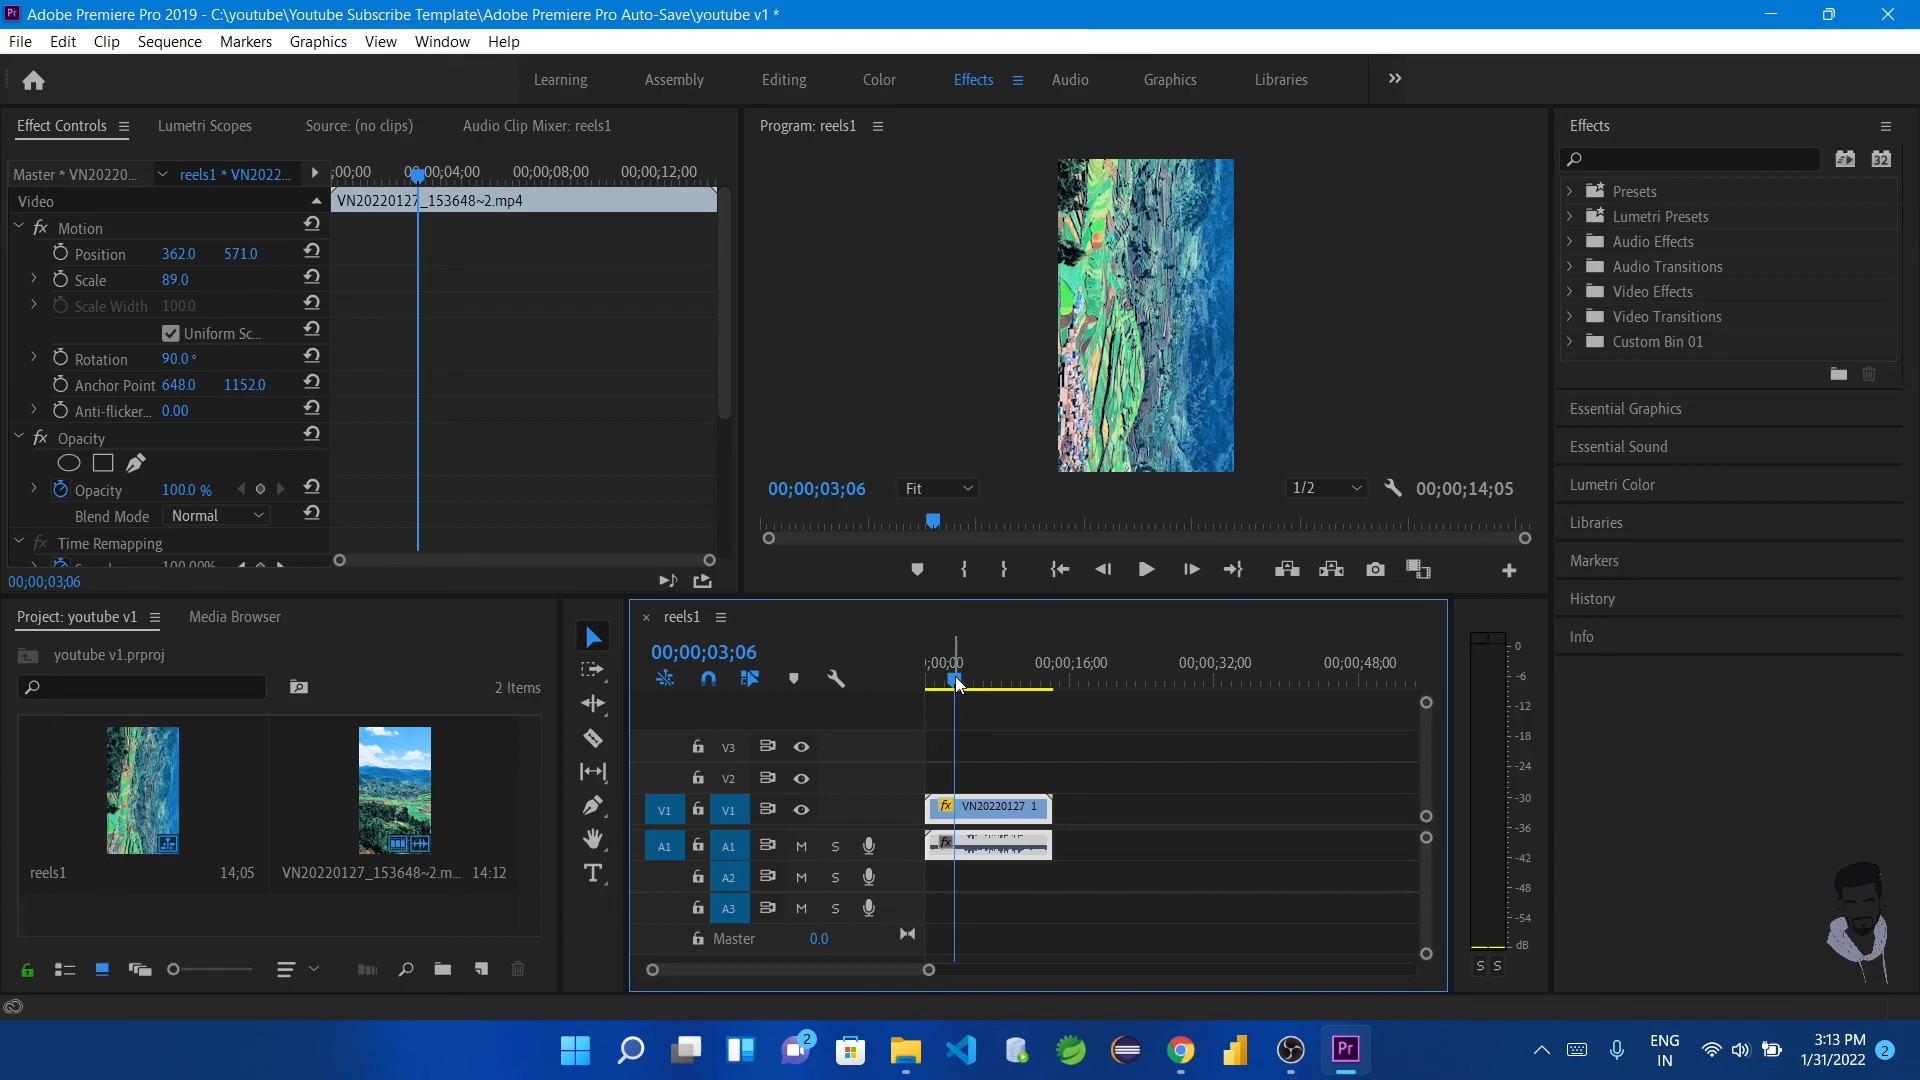 Adobe Premiere Pro 2019 - C:\youtube\Youtube Subscribe Template\Adobe Premiere Pro Auto-Save\youtube v1 *
File Edit Clip Sequence Markers Graphics View Window Help
Learning Assembly Editing Color Effects Audio Graphics Libraries
Effect Controls Lumetri Scopes Source: (no clips) Audio Clip Mixer: reels1
Master * VN20220... reels1 * VN2022...
;00;00 00;00;04;00 00;00;08;00 00;00;12;00
Video
VN20220127_153648~2.mp4
Motion
Position 362.0 571.0
Scale 89.0
Scale Width 100.0
Uniform Sc...
Rotation 90.0 °
Anchor Point 648.0 1152.0
Anti-flicker... 0.00
Opacity
Opacity 100.0 %
Blend Mode Normal
Time Remapping
00;00;03;06
Program: reels1
00;00;03;06 Fit 1/2 00;00;14;05
Effects
32
Presets
Lumetri Presets
Audio Effects
Audio Transitions
Video Effects
Video Transitions
Custom Bin 01
Essential Graphics
Essential Sound
Lumetri Color
Libraries
Markers
History
Info
Project: youtube v1 Media Browser
youtube v1.prproj
2 Items
reels1 14;05
VN20220127_153648~2.m... 14:12
reels1
00;00;03;06
;00;00 00;00;16;00 00;00;32;00 00;00;48;00
V3
V2
V1 V1
fx VN20220127 1
A1 A1 M S
fx
A2 M S
A3 M S
Master 0.0
0
-6
-12
-18
-24
-30
-36
-42
-48
-54
dB
S S
2
Pr
ENG
IN
3:13 PM
1/31/2022
2